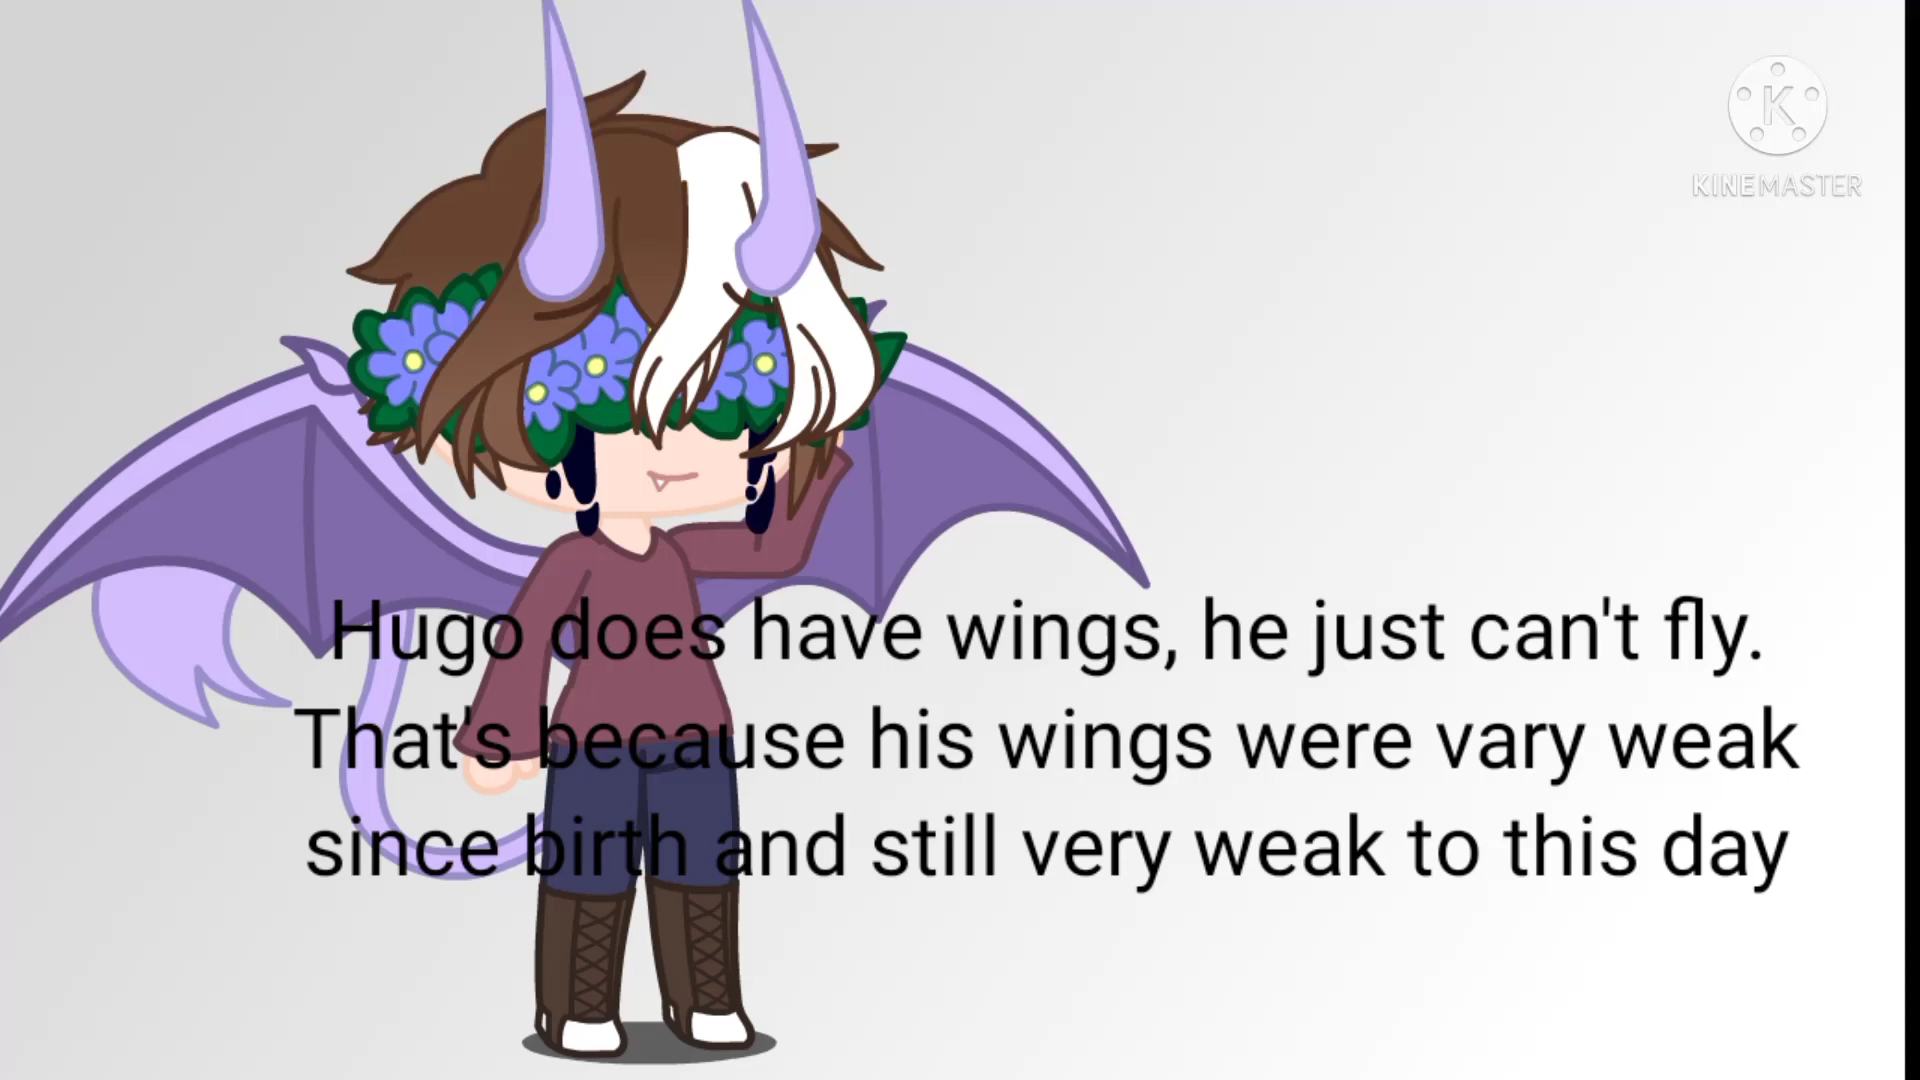 K
KINEMASTER
Hugo does have wings, he just can't fly.
That's because his wings were vary weak
since birth and still very weak to this day